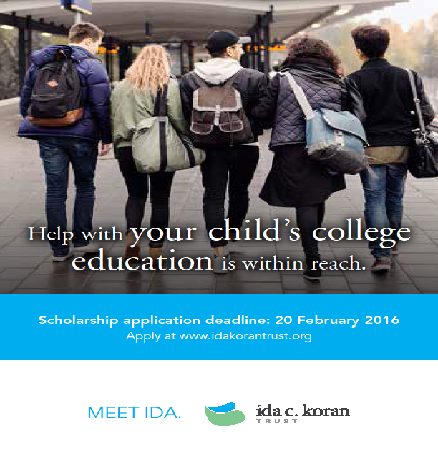 Help with your child's college
education is within reach.
Scholarship application deadline: 20 February 2016
Apply at www.idakorantrust.org
MEET IDA.
ida c. koran
TRUST